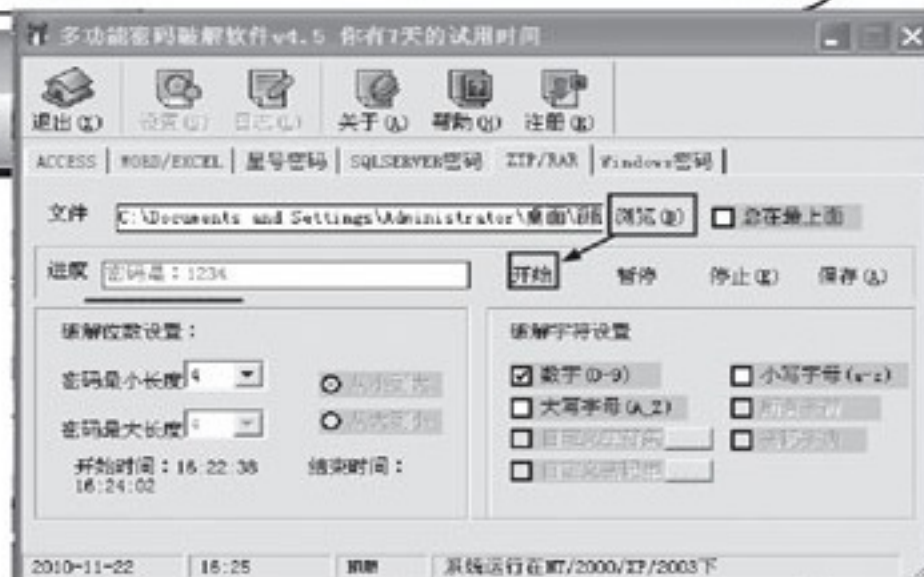 多功能密码破解软件v4.5 你有7天的试用时间
退出(X) 设置(U) 日志(L) 关于(A) 帮助(H) 注册(R)
ACCESS WORD/EXCEL 星号密码 SQLSERVER密码 ZIP/RAR Windows密码
文件 C:\Documents and Settings\Administrator\桌面\ 浏览(B) 总在最上面
进度 密码是:1234 开始 暂停 停止(E) 保存(A)
破解位数设置: 破解字符设置
密码最小长度 4 数字(0-9) 小写字母(a-z)
大写字母(A_Z)
密码最大长度 4
开始时间:16:22:38 结束时间:
16:24:02
2010-11-22 16:25 系统运行在NT/2000/XP/2003下